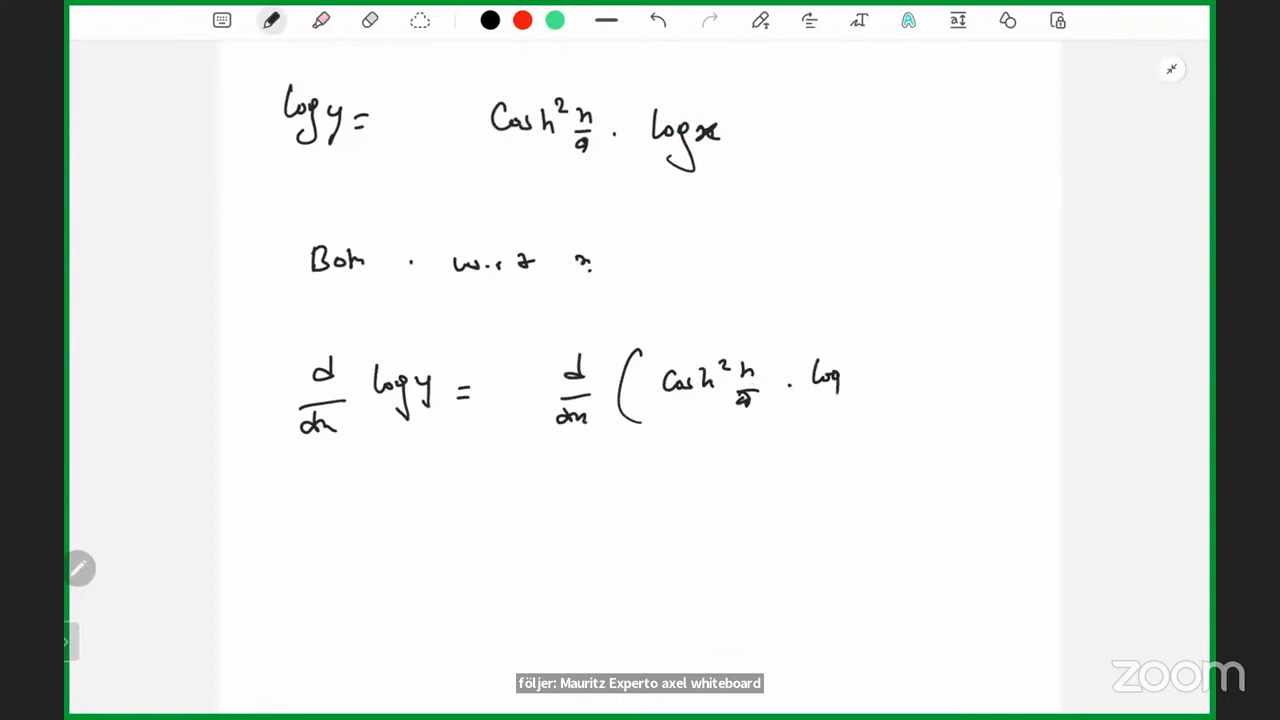 log y = Cosh² x/a . log x
Both . w.r.t x
d/dx log y = d/dx ( Cosh² x/a . log
zoom
följer: Mauritz Experto axel whiteboard